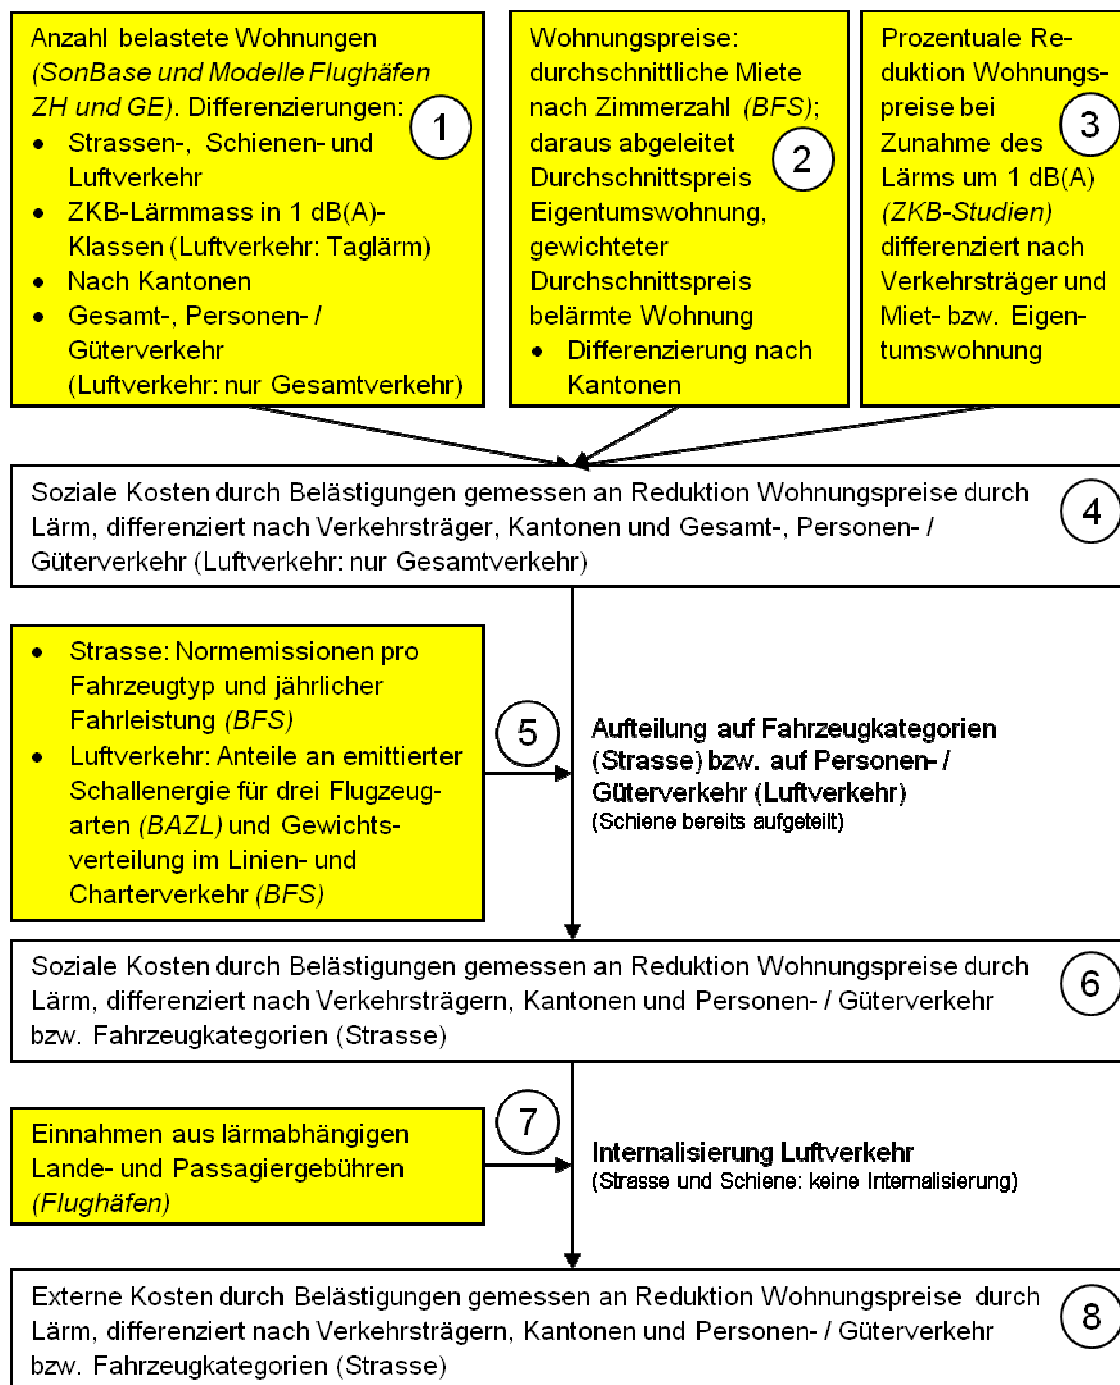 Anzahl belastete Wohnungen
(SonBase und Modelle Flughäfen
ZH und GE). Differenzierungen:
• Strassen-, Schienen- und
Luftverkehr
• ZKB-Lärmmass in 1 dB(A)-
Klassen (Luftverkehr: Taglärm)
• Nach Kantonen
• Gesamt-, Personen- /
Güterverkehr
(Luftverkehr: nur Gesamtverkehr)
1
Wohnungspreise:
durchschnittliche Miete
nach Zimmerzahl (BFS);
daraus abgeleitet
Durchschnittspreis
Eigentumswohnung,
gewichteter
Durchschnittspreis
belärmte Wohnung
• Differenzierung nach
Kantonen
2
Prozentuale Re-
duktion Wohnungs-
preise bei
Zunahme des
Lärms um 1 dB(A)
(ZKB-Studien)
differenziert nach
Verkehrsträger und
Miet- bzw. Eigen-
tumswohnung
3
Soziale Kosten durch Belästigungen gemessen an Reduktion Wohnungspreise durch
Lärm, differenziert nach Verkehrsträger, Kantonen und Gesamt-, Personen- /
Güterverkehr (Luftverkehr: nur Gesamtverkehr)
4
• Strasse: Normemissionen pro
Fahrzeugtyp und jährlicher
Fahrleistung (BFS)
• Luftverkehr: Anteile an emittierter
Schallenergie für drei Flugzeug-
arten (BAZL) und Gewichts-
verteilung im Linien- und
Charterverkehr (BFS)
5
Aufteilung auf Fahrzeugkategorien
(Strasse) bzw. auf Personen- /
Güterverkehr (Luftverkehr)
(Schiene bereits aufgeteilt)
Soziale Kosten durch Belästigungen gemessen an Reduktion Wohnungspreise durch
Lärm, differenziert nach Verkehrsträgern, Kantonen und Personen- / Güterverkehr
bzw. Fahrzeugkategorien (Strasse)
6
Einnahmen aus lärmabhängigen
Lande- und Passagiergebühren
(Flughäfen)
7
Internalisierung Luftverkehr
(Strasse und Schiene: keine Internalisierung)
Externe Kosten durch Belästigungen gemessen an Reduktion Wohnungspreise durch
Lärm, differenziert nach Verkehrsträgern, Kantonen und Personen- / Güterverkehr
bzw. Fahrzeugkategorien (Strasse)
8